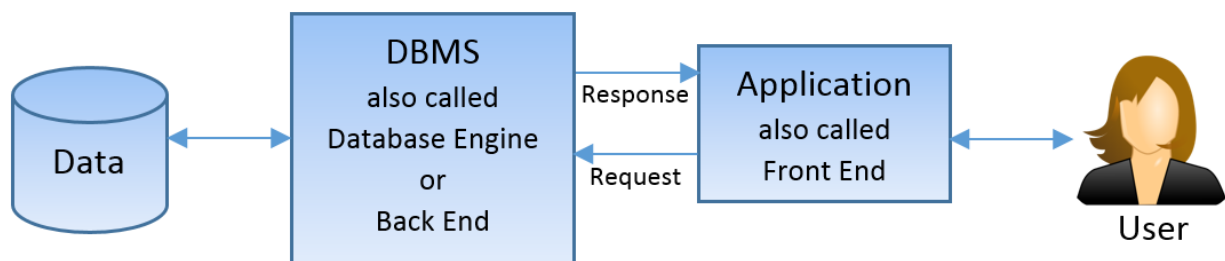 Data
DBMS
also called
Database Engine
or
Back End
Response
Request
Application
also called
Front End
User